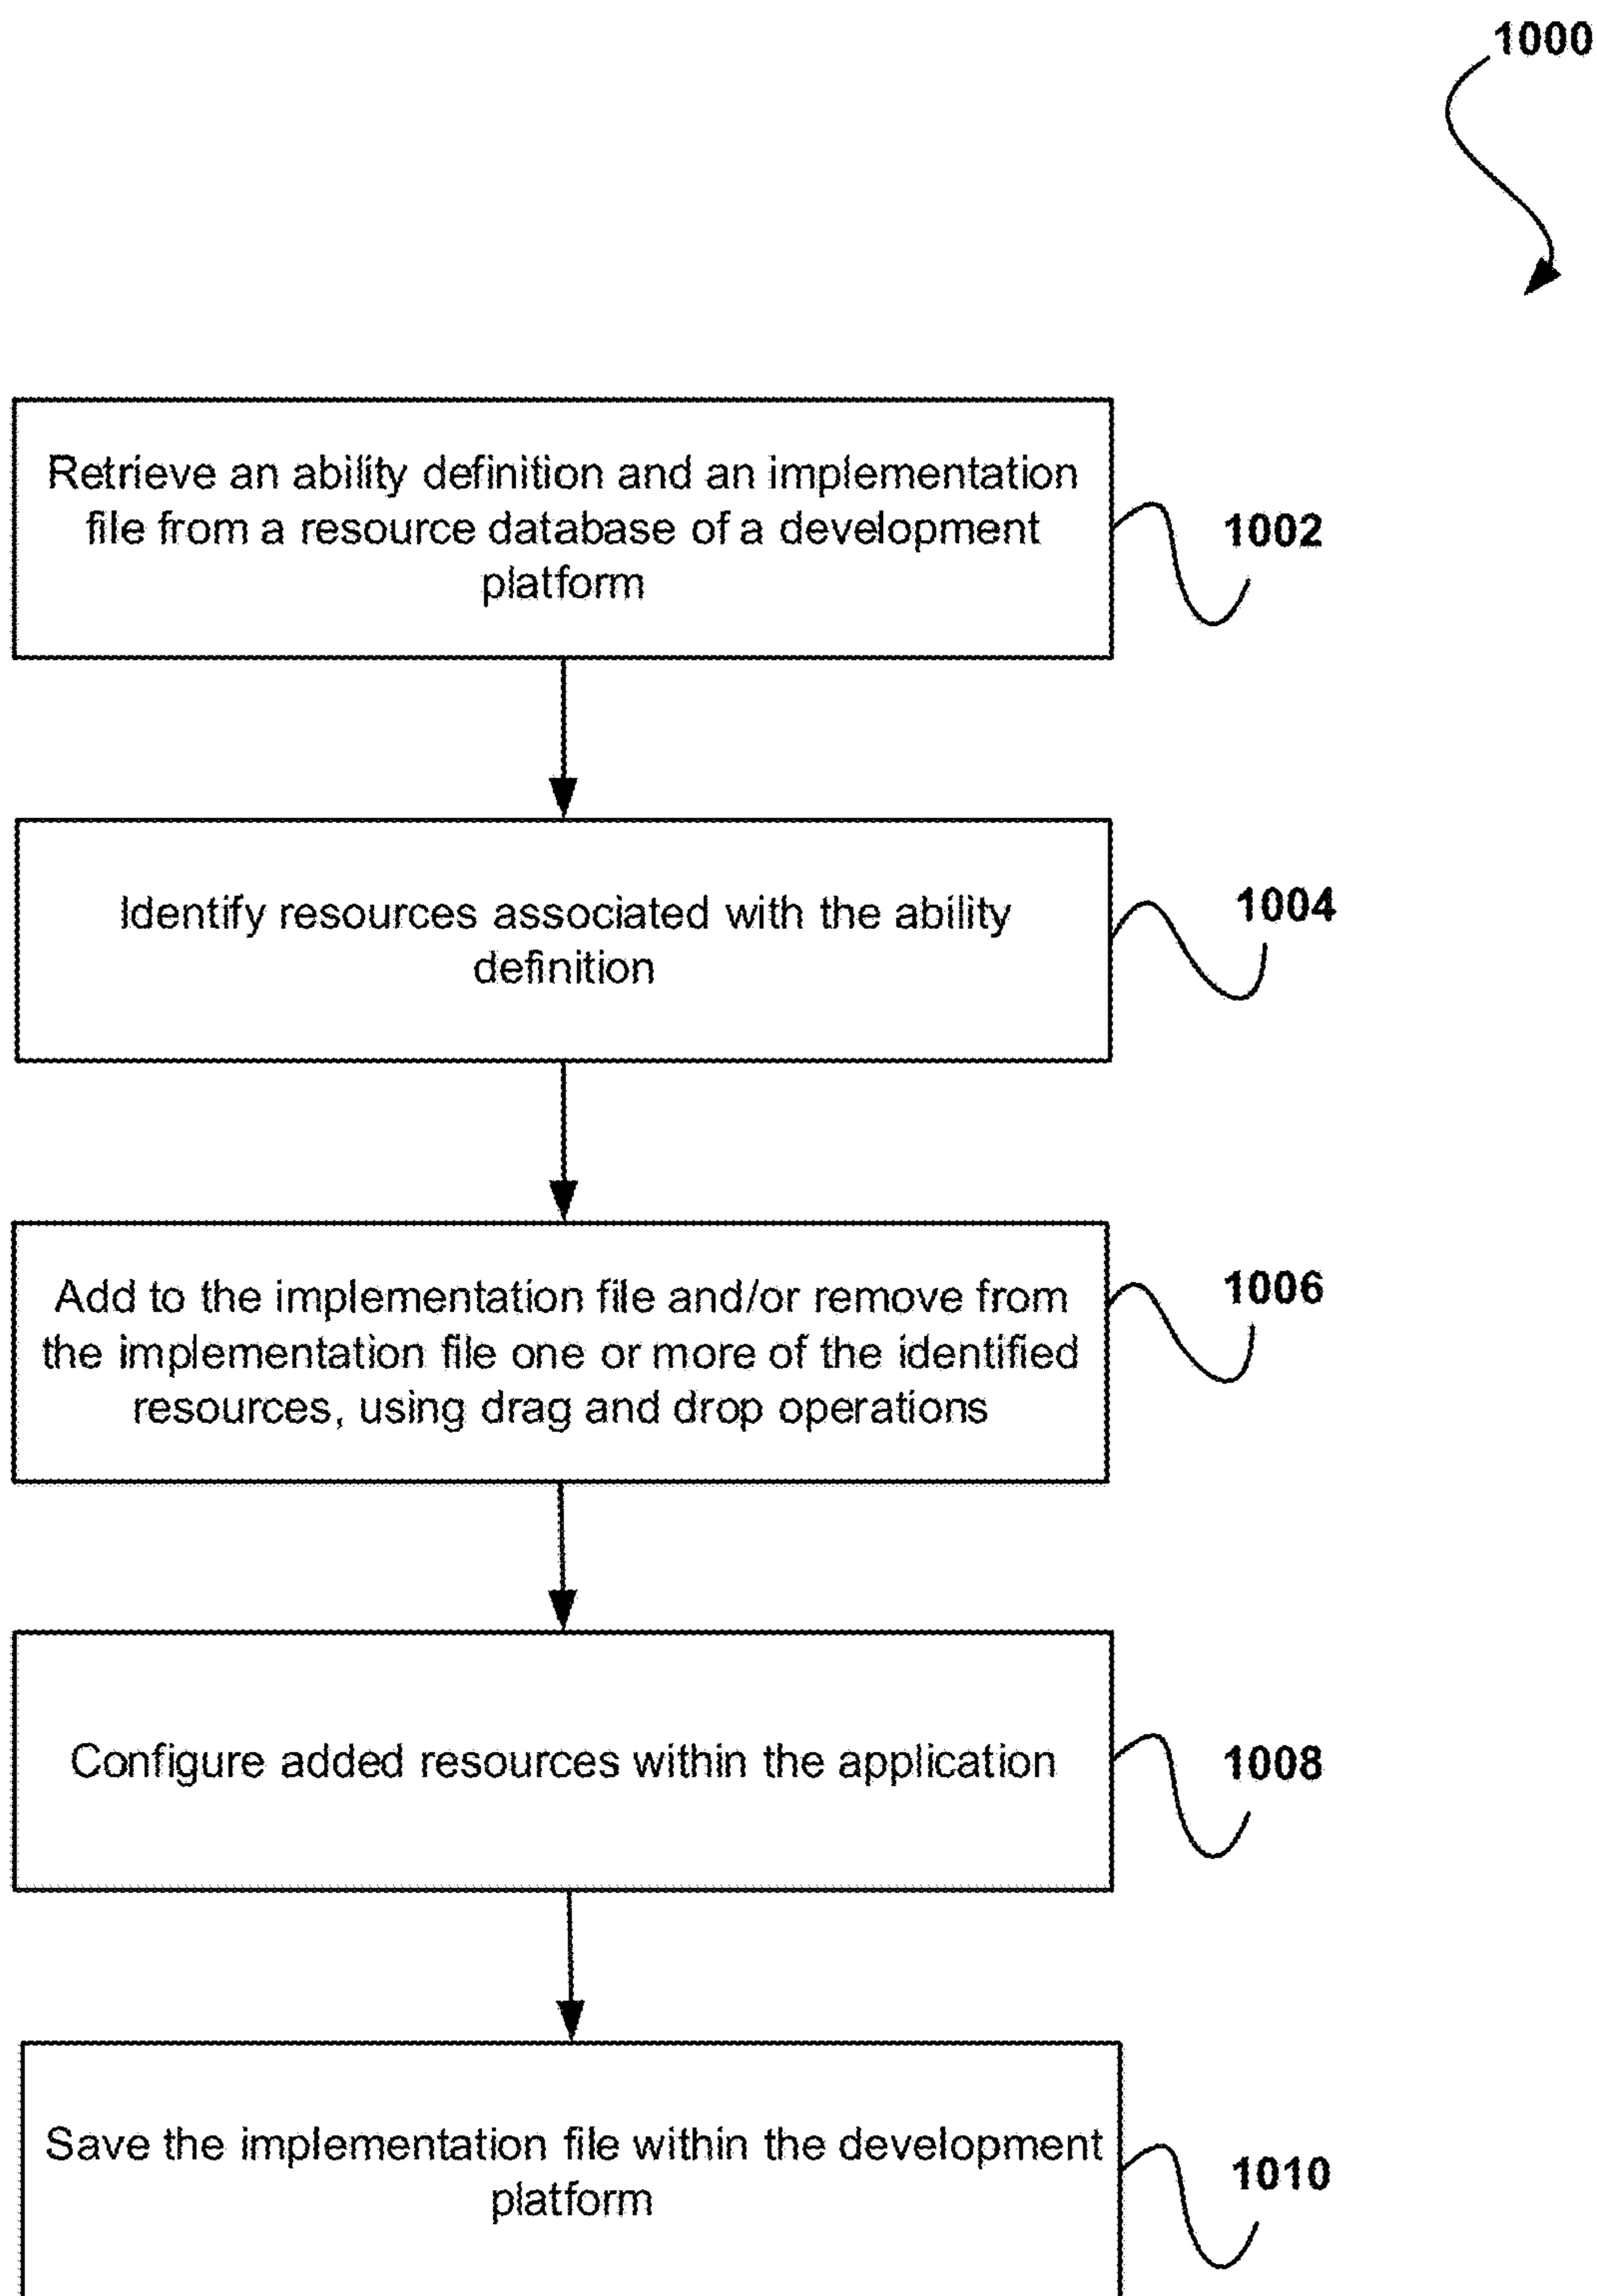 1000
Retrieve an ability definition and an implementation
file from a resource database of a development
platform
1002
Identify resources associated with the ability
definition
1004
Add to the implementation file and/or remove from
the implementation file one or more of the identified
resources, using drag and drop operations
1006
Configure added resources within the application
1008
Save the implementation file within the development
platform
1010